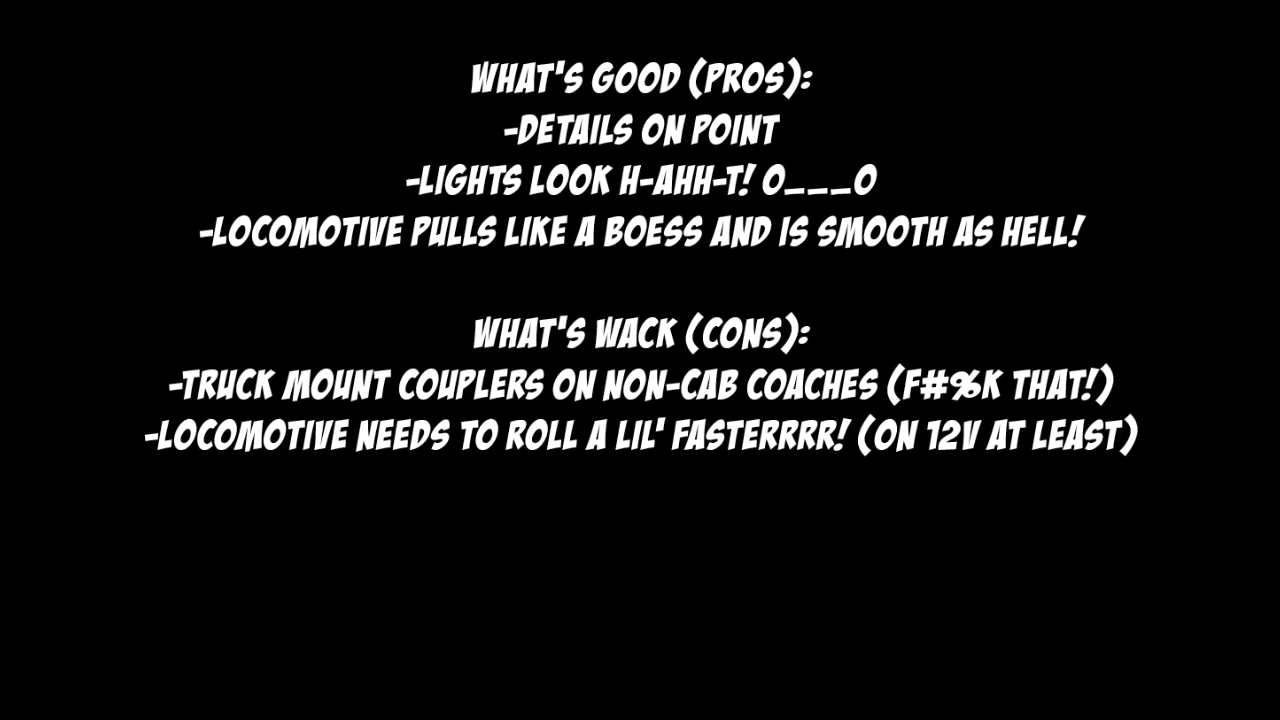 WHAT'S GOOD (PROS):
-DETAILS ON POINT
-LIGHTS LOOK H-AHH-T! O___O
-LOCOMOTIVE PULLS LIKE A BOESS AND IS SMOOTH AS HELL!
WHAT'S WACK (CONS):
-TRUCK MOUNT COUPLERS ON NON-CAB COACHES (F#%K THAT!)
-LOCOMOTIVE NEEDS TO ROLL A LIL' FASTERRRR! (ON 12V AT LEAST)